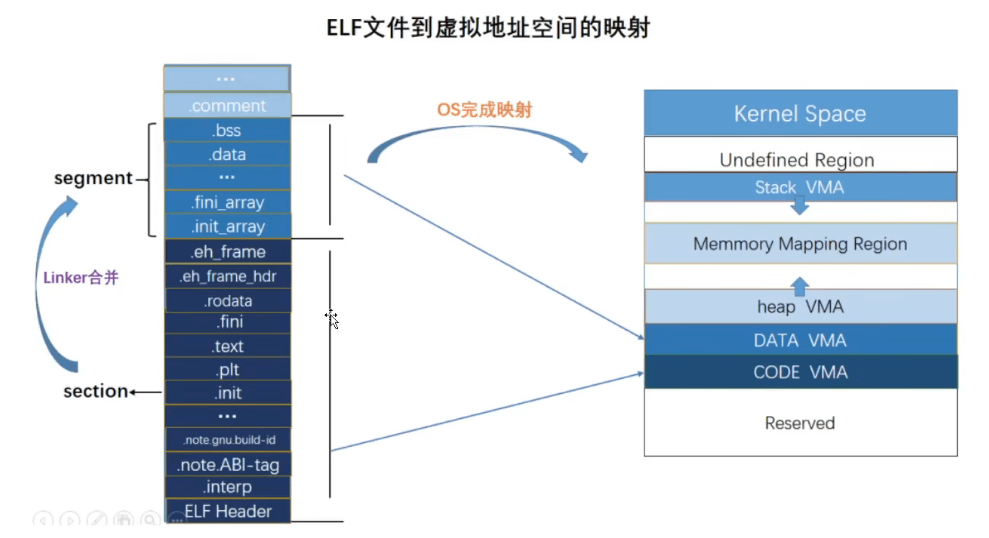 ELF文件到虚拟地址空间的映射
...
.comment
.bss
.data
...
.fini_array
.init_array
.eh_frame
.eh_frame_hdr
.rodata
.fini
.text
.plt
.init
...
.note.gnu.build-id
.note.ABI-tag
.interp
ELF Header
segment
Linker合并
section
OS完成映射
Kernel Space
Undefined Region
Stack VMA
Memmory Mapping Region
heap VMA
DATA VMA
CODE VMA
Reserved